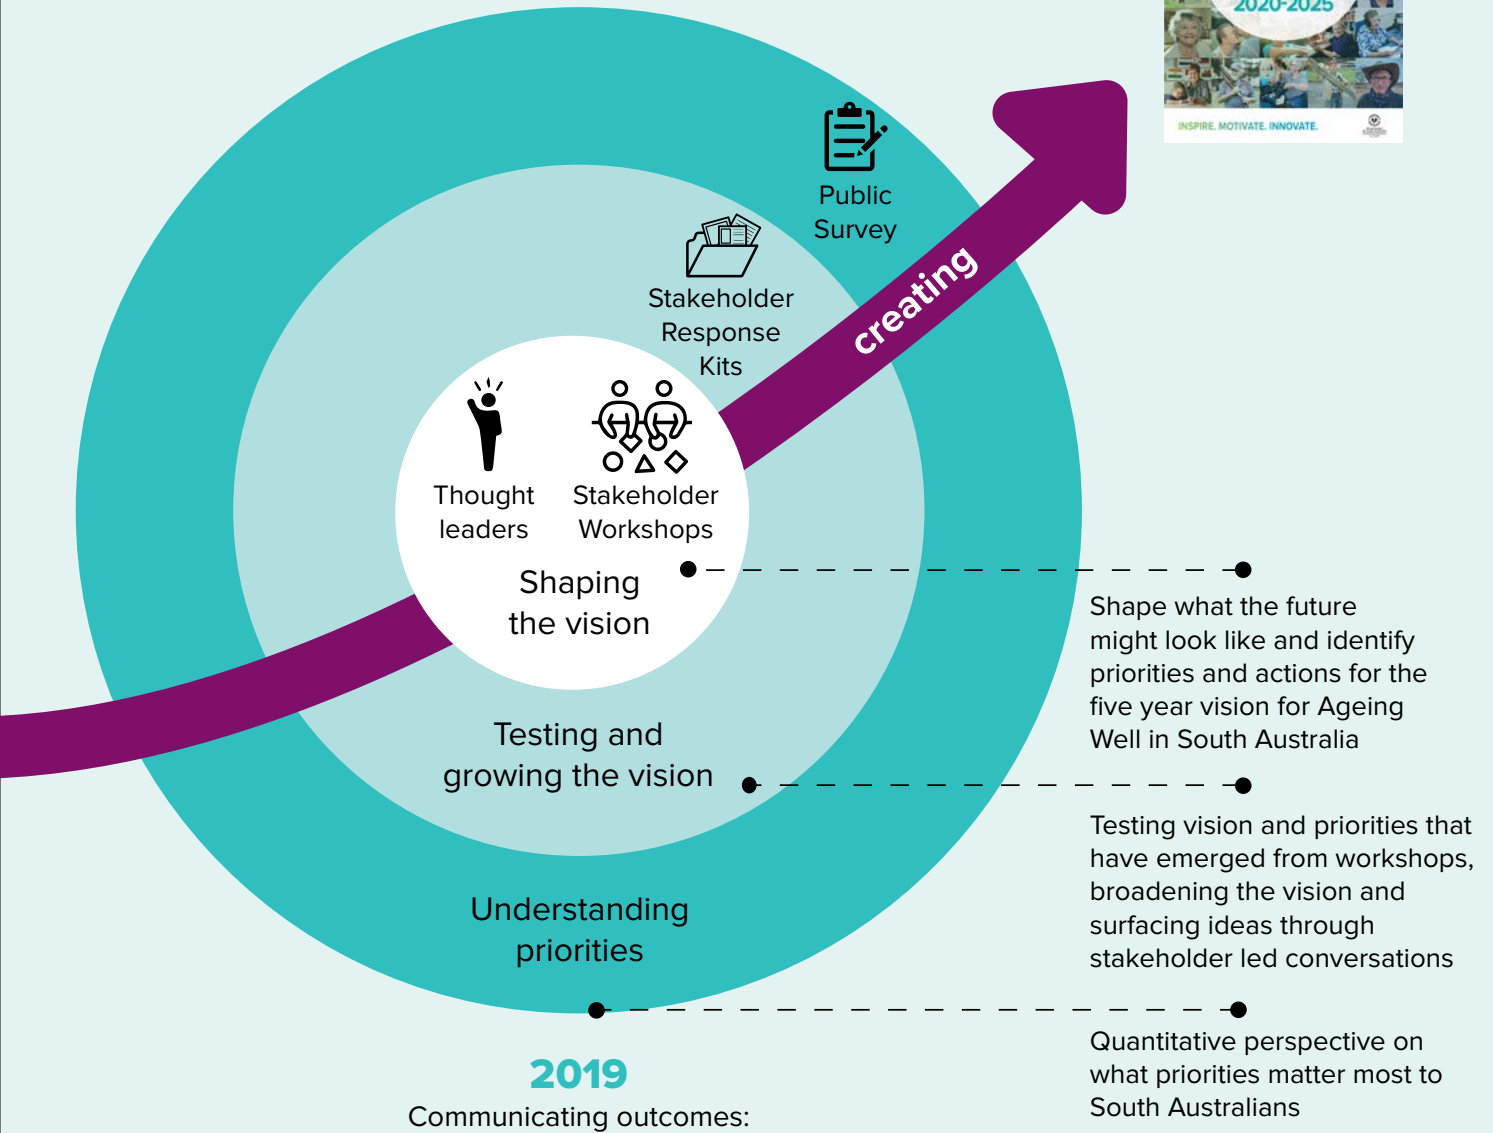 2020-2025
INSPIRE. MOTIVATE. INNOVATE.
Public
Survey
Stakeholder
Response
Kits
creating
Thought
leaders
Stakeholder
Workshops
Shaping
the vision
Shape what the future
might look like and identify
priorities and actions for the
five year vision for Ageing
Well in South Australia
Testing and
growing the vision
Testing vision and priorities that
have emerged from workshops,
broadening the vision and
surfacing ideas through
stakeholder led conversations
Understanding
priorities
Quantitative perspective on
what priorities matter most to
South Australians
2019
Communicating outcomes: